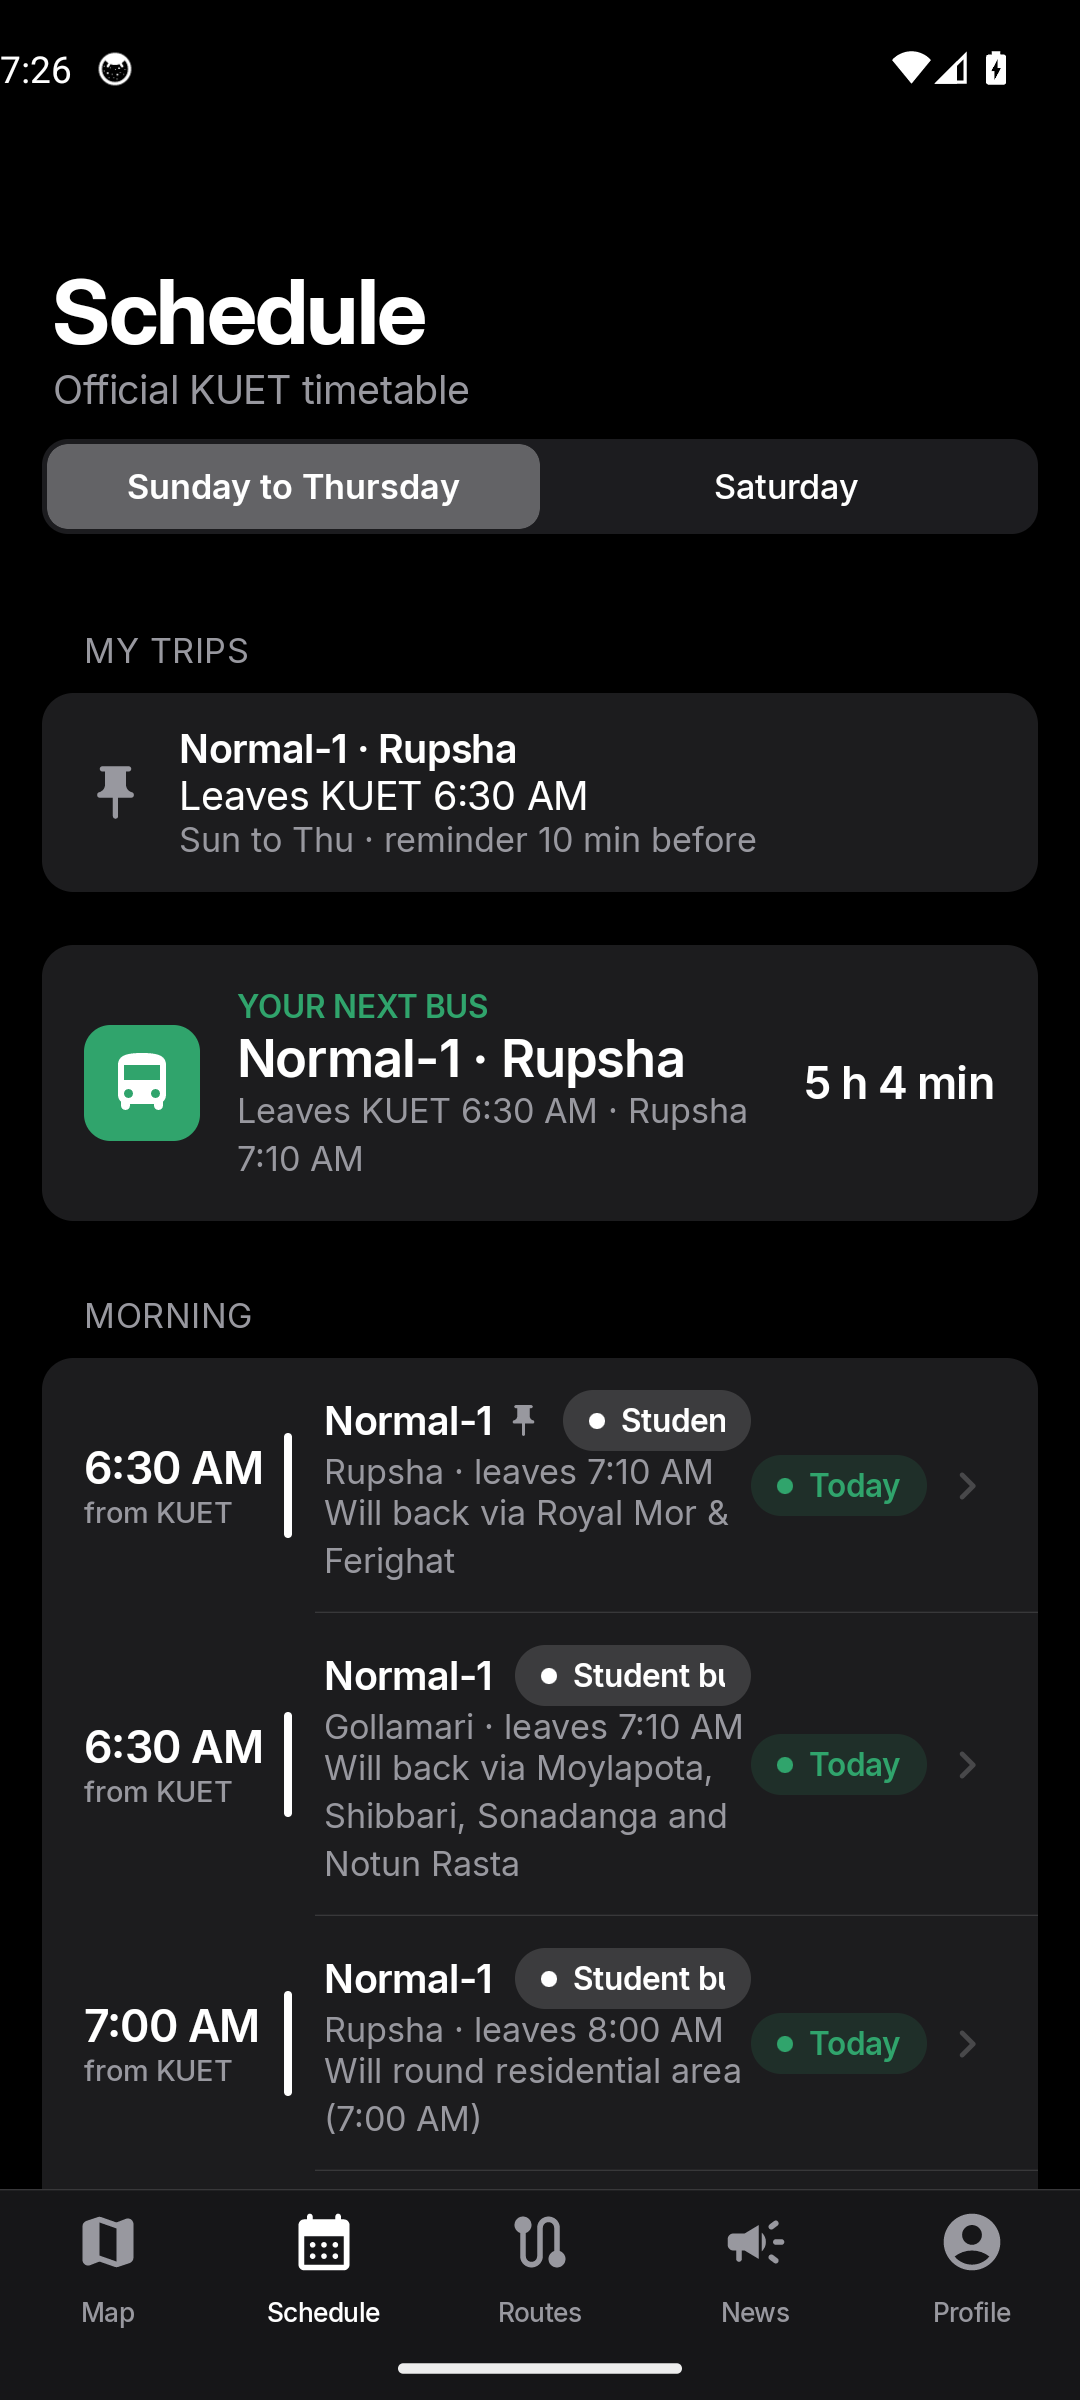 7:26
Schedule
Official KUET timetable
Sunday to Thursday
Saturday
MY TRIPS
Normal-1 · Rupsha
Leaves KUET 6:30 AM
Sun to Thu · reminder 10 min before
YOUR NEXT BUS
Normal-1 · Rupsha
Leaves KUET 6:30 AM · Rupsha
7:10 AM
5 h 4 min
MORNING
6:30 AM
from KUET
Normal-1
Studen
Rupsha · leaves 7:10 AM
Will back via Royal Mor &
Ferighat
Today
6:30 AM
from KUET
Normal-1
Student bu
Gollamari · leaves 7:10 AM
Will back via Moylapota,
Shibbari, Sonadanga and
Notun Rasta
Today
7:00 AM
from KUET
Normal-1
Student bu
Rupsha · leaves 8:00 AM
Will round residential area
(7:00 AM)
Today
Map
Schedule
Routes
News
Profile